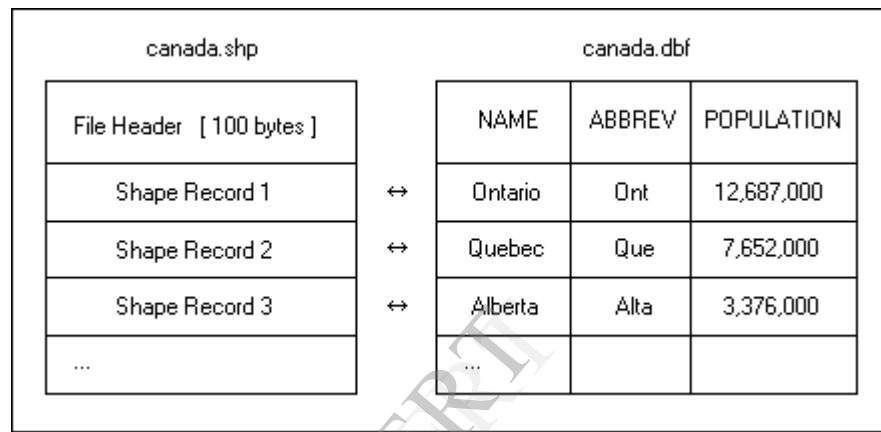 canada.shp canada.dbf
File Header [ 100 bytes ] NAME ABBREV POPULATION
Shape Record 1 ↔ Ontario Ont 12,687,000
Shape Record 2 ↔ Quebec Que 7,652,000
Shape Record 3 ↔ Alberta Alta 3,376,000
... ...